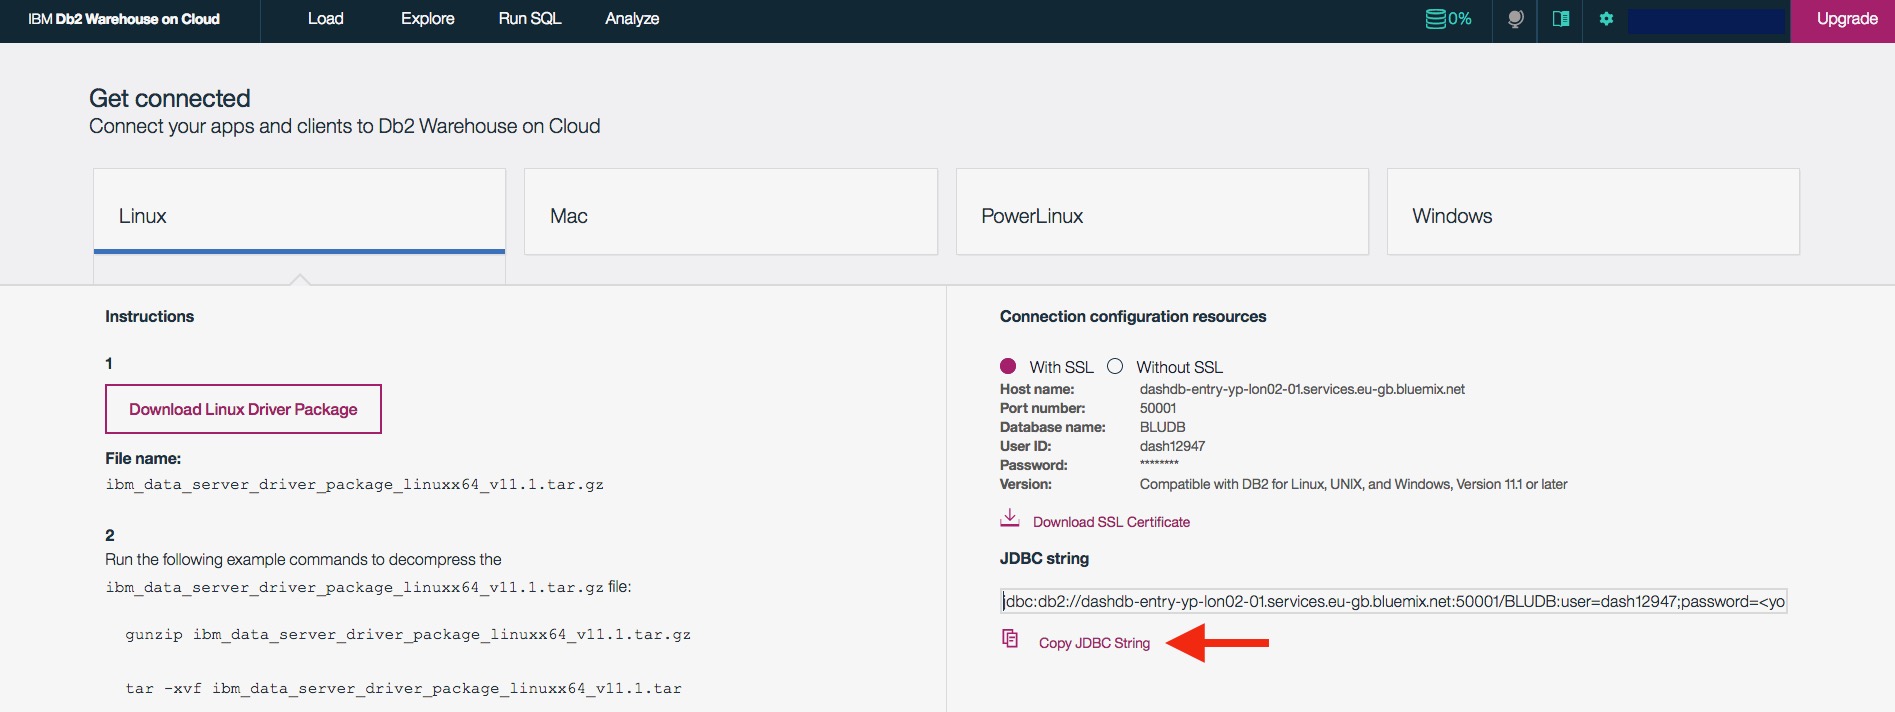 IBM Db2 Warehouse on Cloud
Load
Explore
Run SQL
Analyze
0%
Upgrade
Get connected
Connect your apps and clients to Db2 Warehouse on Cloud
Linux
Mac
PowerLinux
Windows
Instructions
1
Download Linux Driver Package
File name:
ibm_data_server_driver_package_linuxx64_v11.1.tar.gz
2
Run the following example commands to decompress the
ibm_data_server_driver_package_linuxx64_v11.1.tar.gz file:
gunzip ibm_data_server_driver_package_linuxx64_v11.1.tar.gz
tar -xvf ibm_data_server_driver_package_linuxx64_v11.1.tar
Connection configuration resources
With SSL Without SSL
Host name: dashdb-entry-yp-lon02-01.services.eu-gb.bluemix.net
Port number: 50001
Database name: BLUDB
User ID: dash12947
Password: ********
Version: Compatible with DB2 for Linux, UNIX, and Windows, Version 11.1 or later
Download SSL Certificate
JDBC string
jdbc:db2://dashdb-entry-yp-lon02-01.services.eu-gb.bluemix.net:50001/BLUDB:user=dash12947;password=<yo
Copy JDBC String